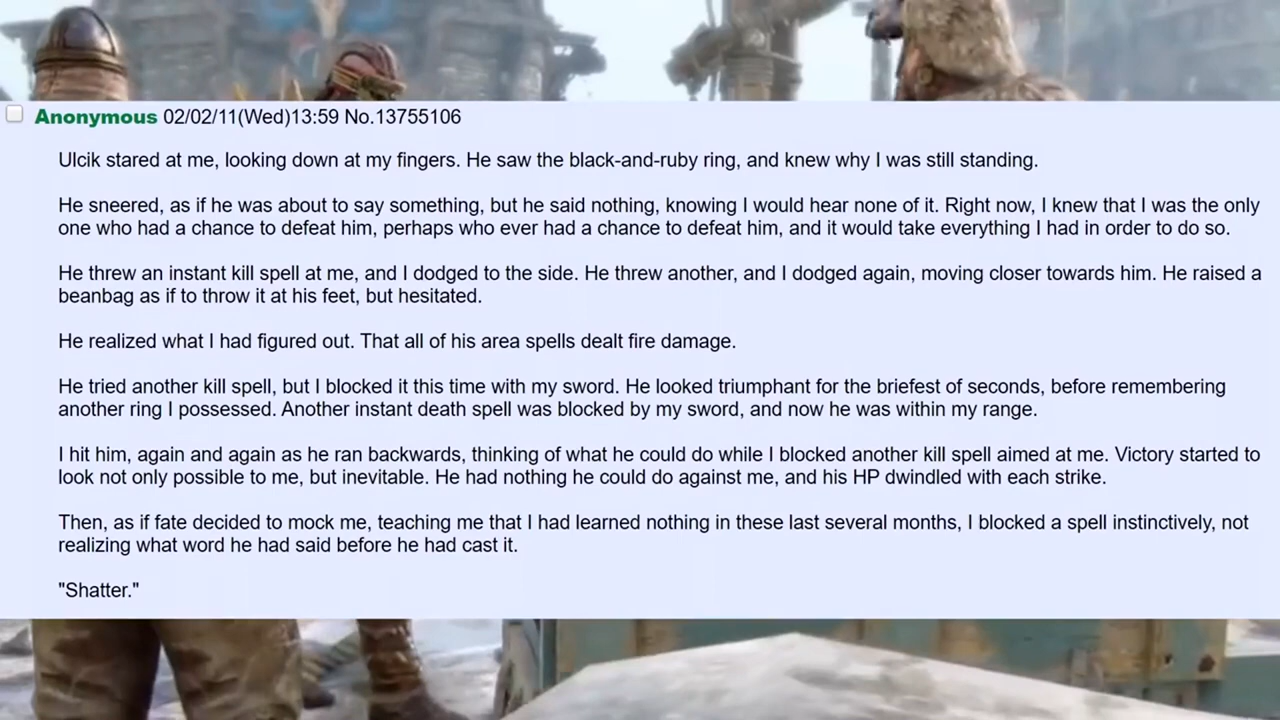 Anonymous 02/02/11(Wed)13:59 No.13755106
Ulcik stared at me, looking down at my fingers. He saw the black-and-ruby ring, and knew why I was still standing.
He sneered, as if he was about to say something, but he said nothing, knowing I would hear none of it. Right now, I knew that I was the only
one who had a chance to defeat him, perhaps who ever had a chance to defeat him, and it would take everything I had in order to do so.
He threw an instant kill spell at me, and I dodged to the side. He threw another, and I dodged again, moving closer towards him. He raised a
beanbag as if to throw it at his feet, but hesitated.
He realized what I had figured out. That all of his area spells dealt fire damage.
He tried another kill spell, but I blocked it this time with my sword. He looked triumphant for the briefest of seconds, before remembering
another ring I possessed. Another instant death spell was blocked by my sword, and now he was within my range.
I hit him, again and again as he ran backwards, thinking of what he could do while I blocked another kill spell aimed at me. Victory started to
look not only possible to me, but inevitable. He had nothing he could do against me, and his HP dwindled with each strike.
Then, as if fate decided to mock me, teaching me that I had learned nothing in these last several months, I blocked a spell instinctively, not
realizing what word he had said before he had cast it.
"Shatter."